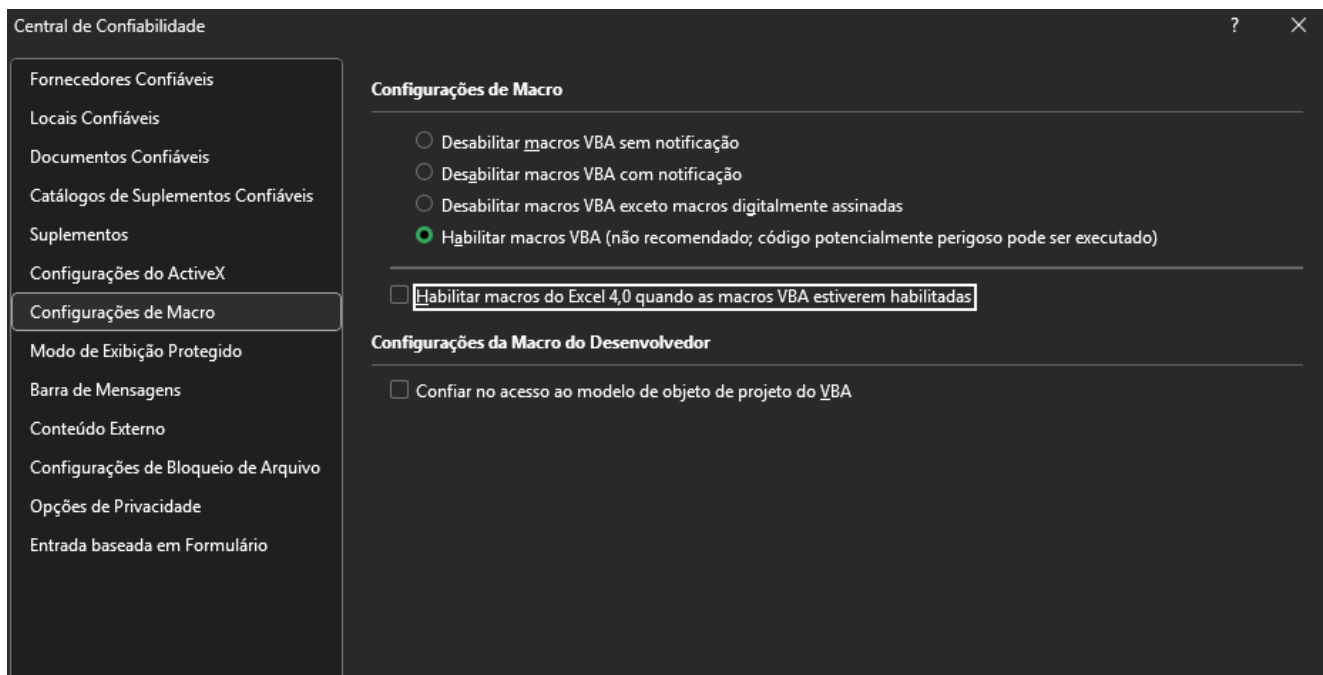 Central de Confiabilidade
?
Fornecedores Confiáveis
Locais Confiáveis
Documentos Confiáveis
Catálogos de Suplementos Confiáveis
Suplementos
Configurações do ActiveX
Configurações de Macro
Modo de Exibição Protegido
Barra de Mensagens
Conteúdo Externo
Configurações de Bloqueio de Arquivo
Opções de Privacidade
Entrada baseada em Formulário
Configurações de Macro
Desabilitar macros VBA sem notificação
Desabilitar macros VBA com notificação
Desabilitar macros VBA exceto macros digitalmente assinadas
Habilitar macros VBA (não recomendado; código potencialmente perigoso pode ser executado)
Habilitar macros do Excel 4,0 quando as macros VBA estiverem habilitadas
Configurações da Macro do Desenvolvedor
Confiar no acesso ao modelo de objeto de projeto do VBA